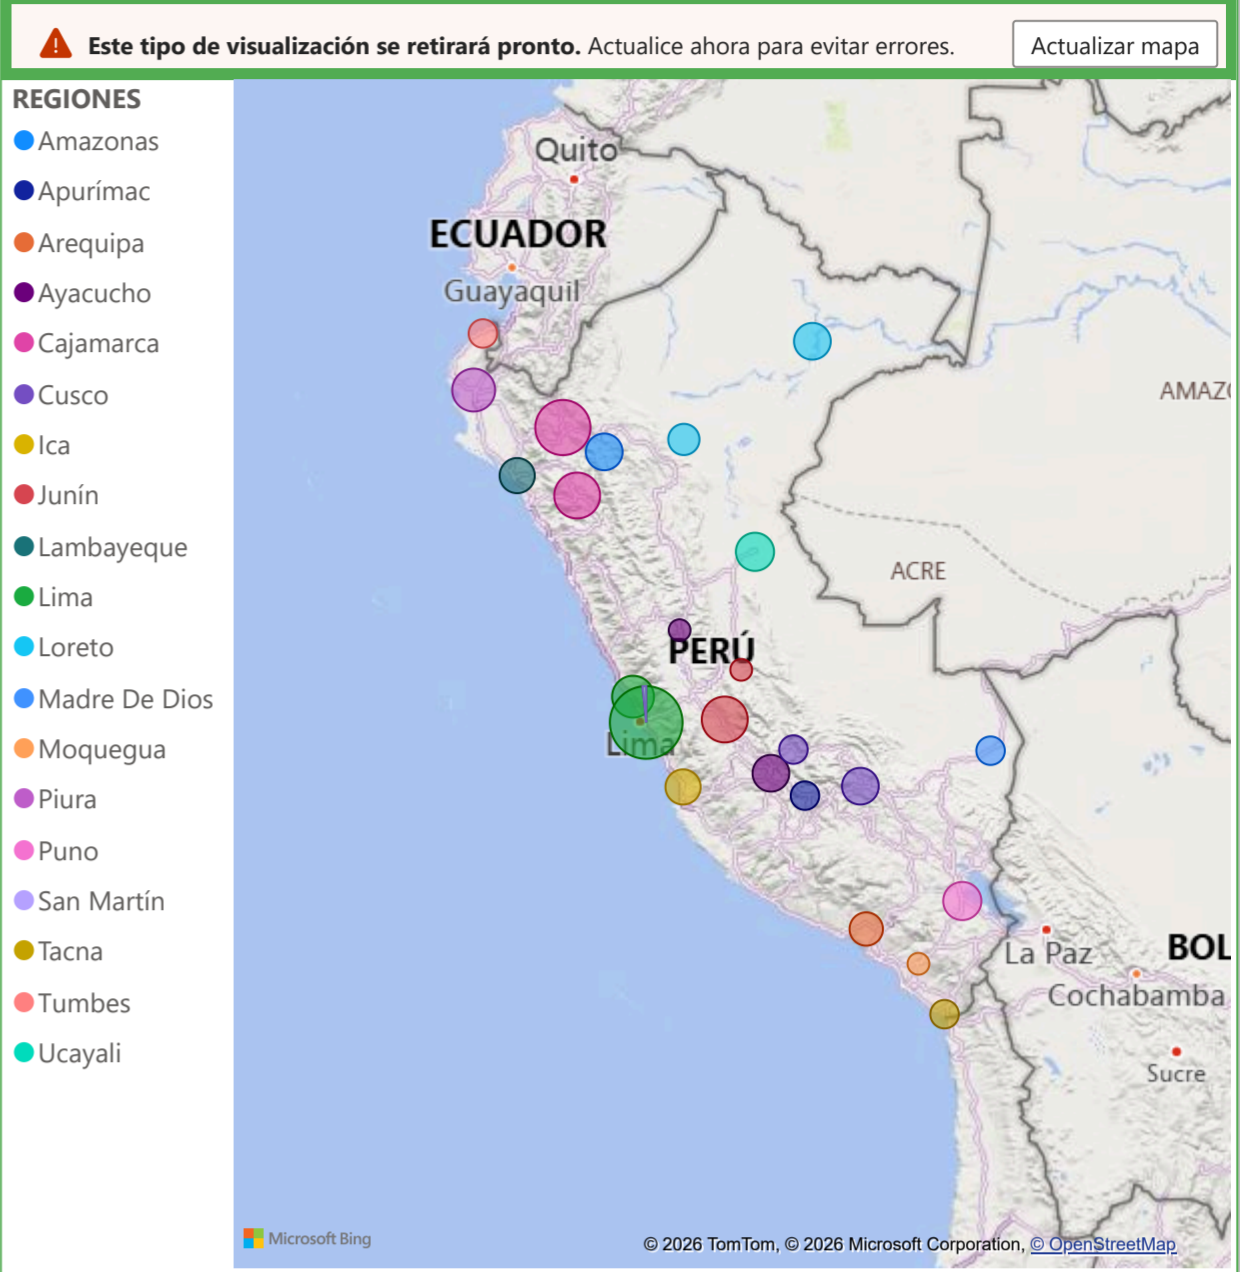 Este tipo de visualización se retirará pronto. Actualice ahora para evitar errores.
Actualizar mapa
REGIONES
Amazonas
Apurímac
Arequipa
Ayacucho
Cajamarca
Cusco
Ica
Junín
Lambayeque
Lima
Loreto
Madre De Dios
Moquegua
Piura
Puno
San Martín
Tacna
Tumbes
Ucayali
Quito
ECUADOR
Guayaquil
AMAZO
ACRE
PERÚ
Lima
La Paz
BOL
Cochabamba
Sucre
Microsoft Bing
© 2026 TomTom, © 2026 Microsoft Corporation, © OpenStreetMap